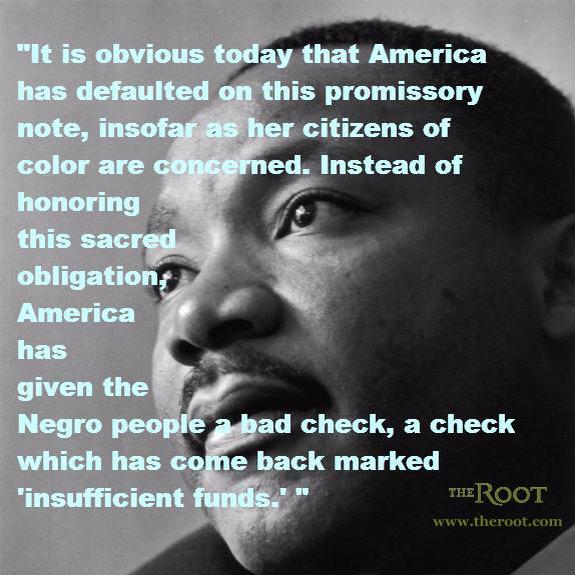 "It is obvious today that America
has defaulted on this promissory
note, insofar as her citizens of
color are concerned. Instead of
honoring
this sacred
obligation,
America
has
given the
Negro people a bad check, a check
which has come back marked
'insufficient funds.' "
THE ROOT
www.theroot.com